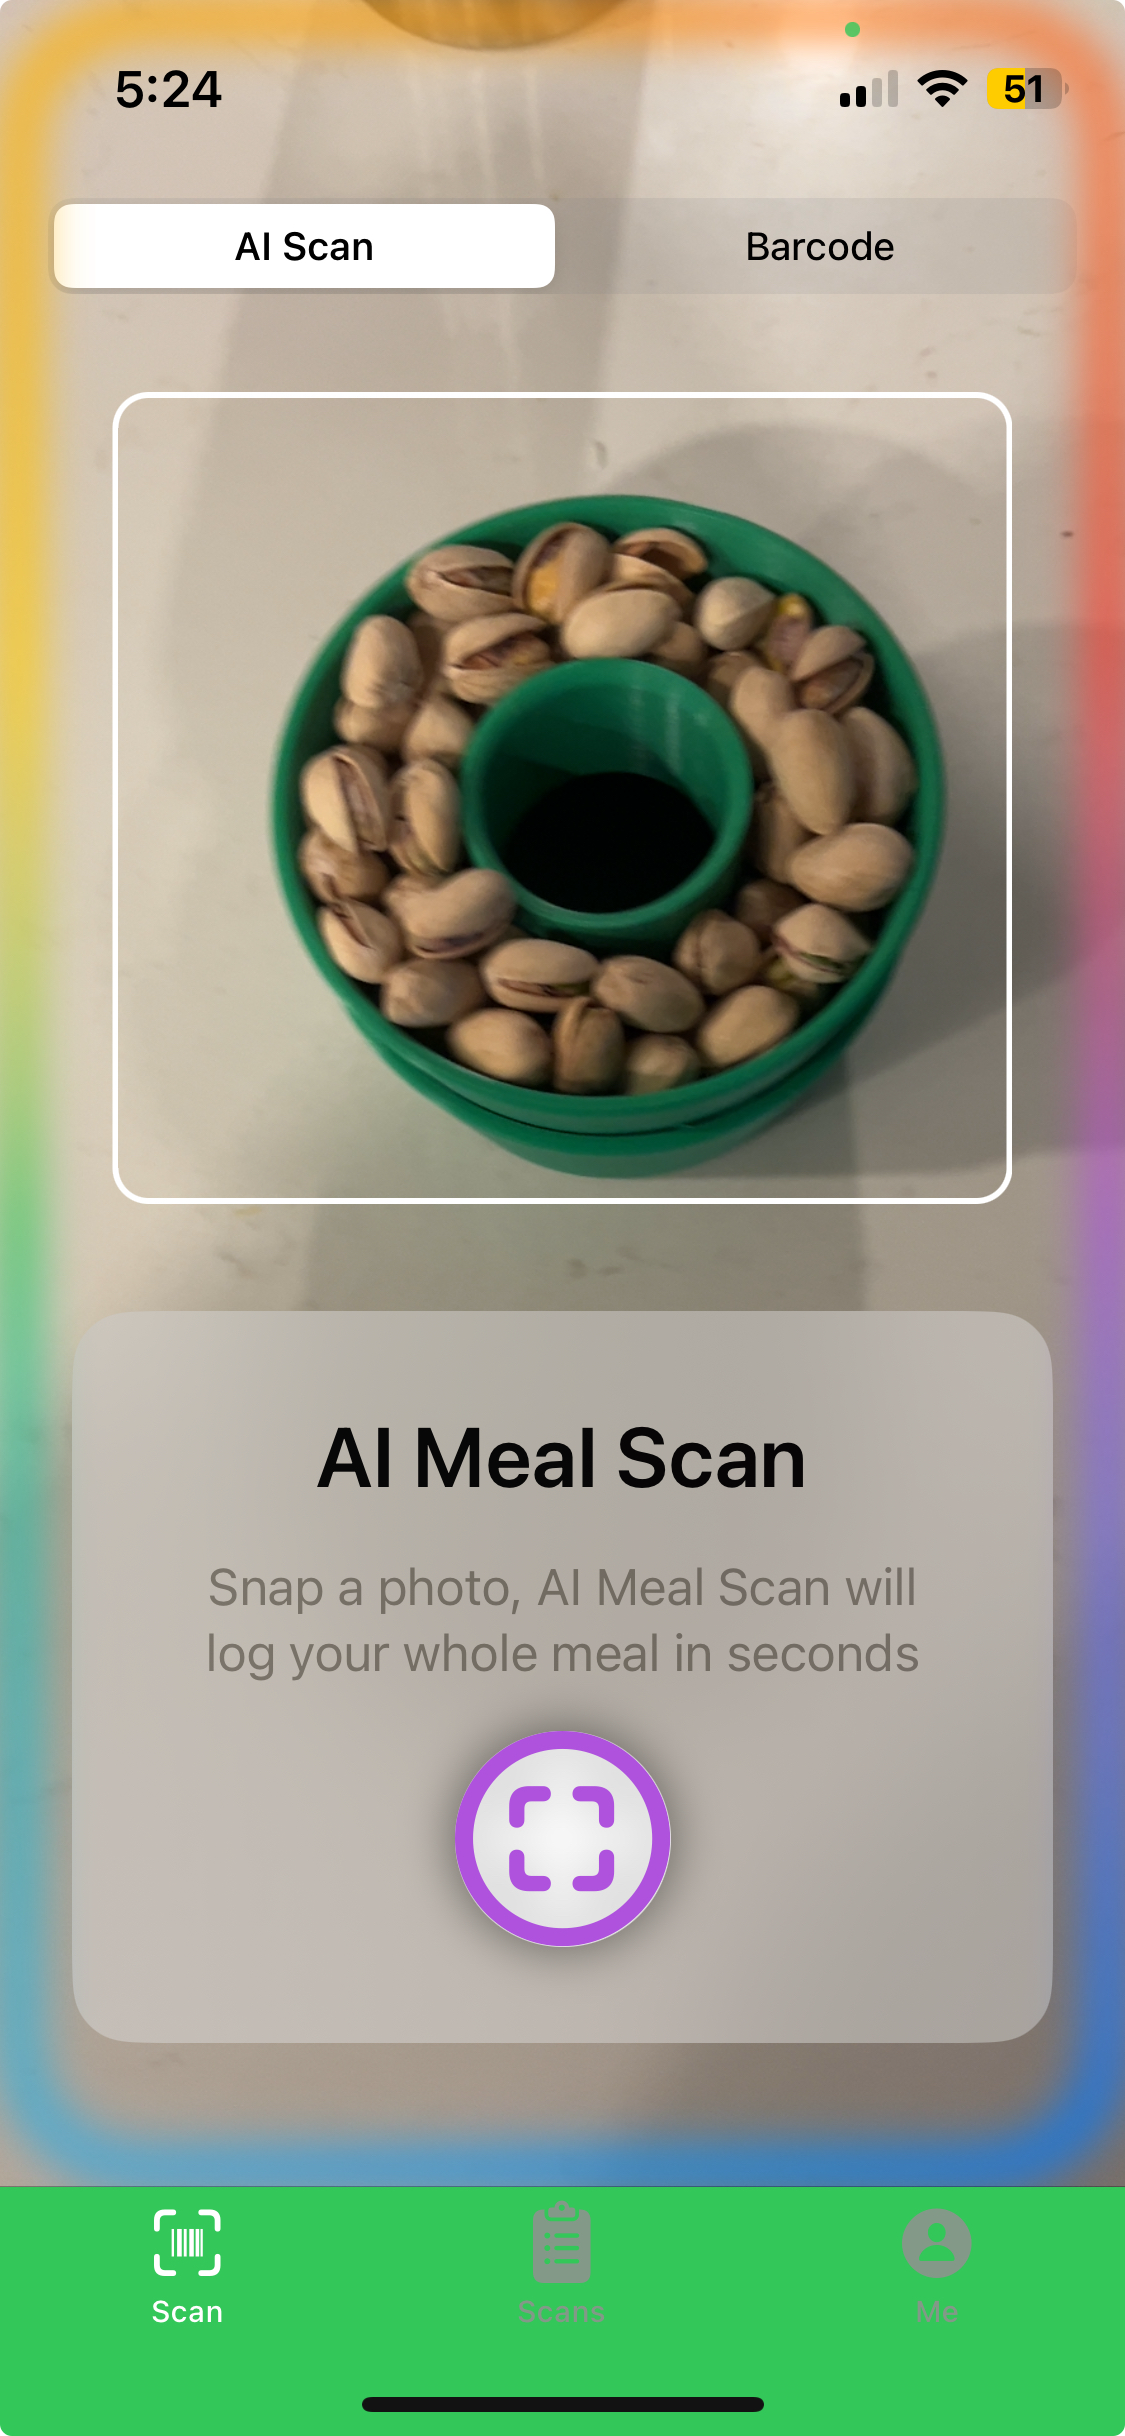 5:24
51
AI Scan
Barcode
AI Meal Scan
Snap a photo, AI Meal Scan will
log your whole meal in seconds
Scan
Scans
Me